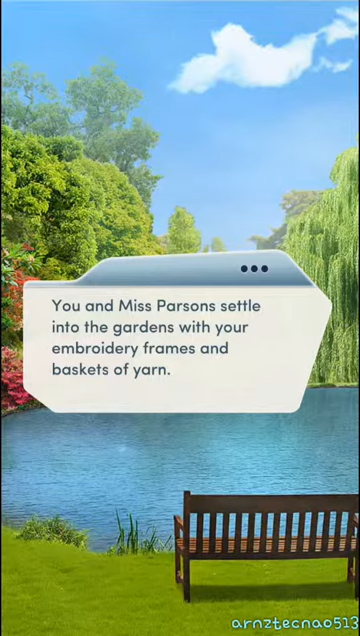 You and Miss Parsons settle
into the gardens with your
embroidery frames and
baskets of yarn.
arnztecnao513